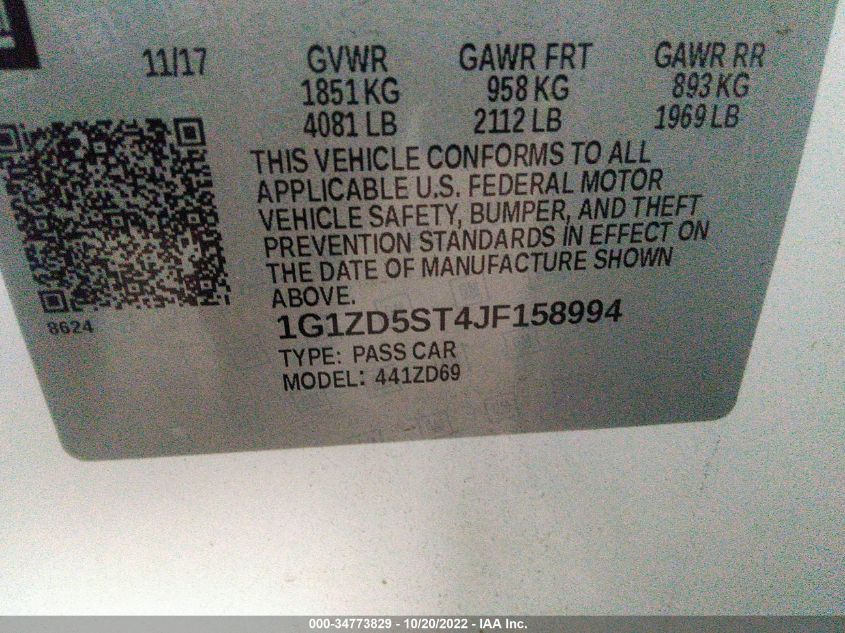 11/17 GVWR GAWR FRT GAWR RR
1851 KG 958 KG 893 KG
4081 LB 2112 LB 1969 LB
THIS VEHICLE CONFORMS TO ALL
APPLICABLE U.S. FEDERAL MOTOR
VEHICLE SAFETY, BUMPER, AND THEFT
PREVENTION STANDARDS IN EFFECT ON
THE DATE OF MANUFACTURE SHOWN
ABOVE.
8624
1G1ZD5ST4JF158994
TYPE: PASS CAR
MODEL: 441ZD69
000-34773829 - 10/20/2022 - IAA Inc.